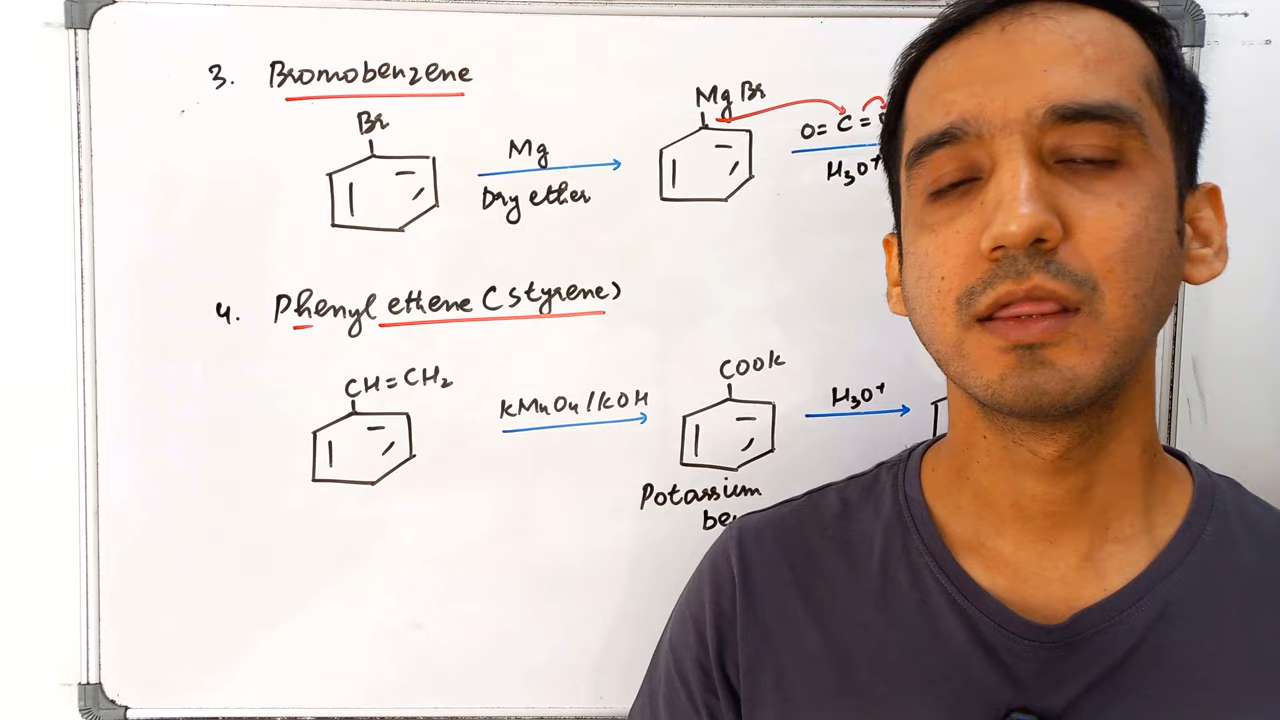 3. Bromobenzene
Br
Mg
Dry ether
MgBr
O=C=
H3O+
4. Phenyl ethene (styrene)
CH=CH2
KMnO4/KOH
COOK
H3O+
Potassium